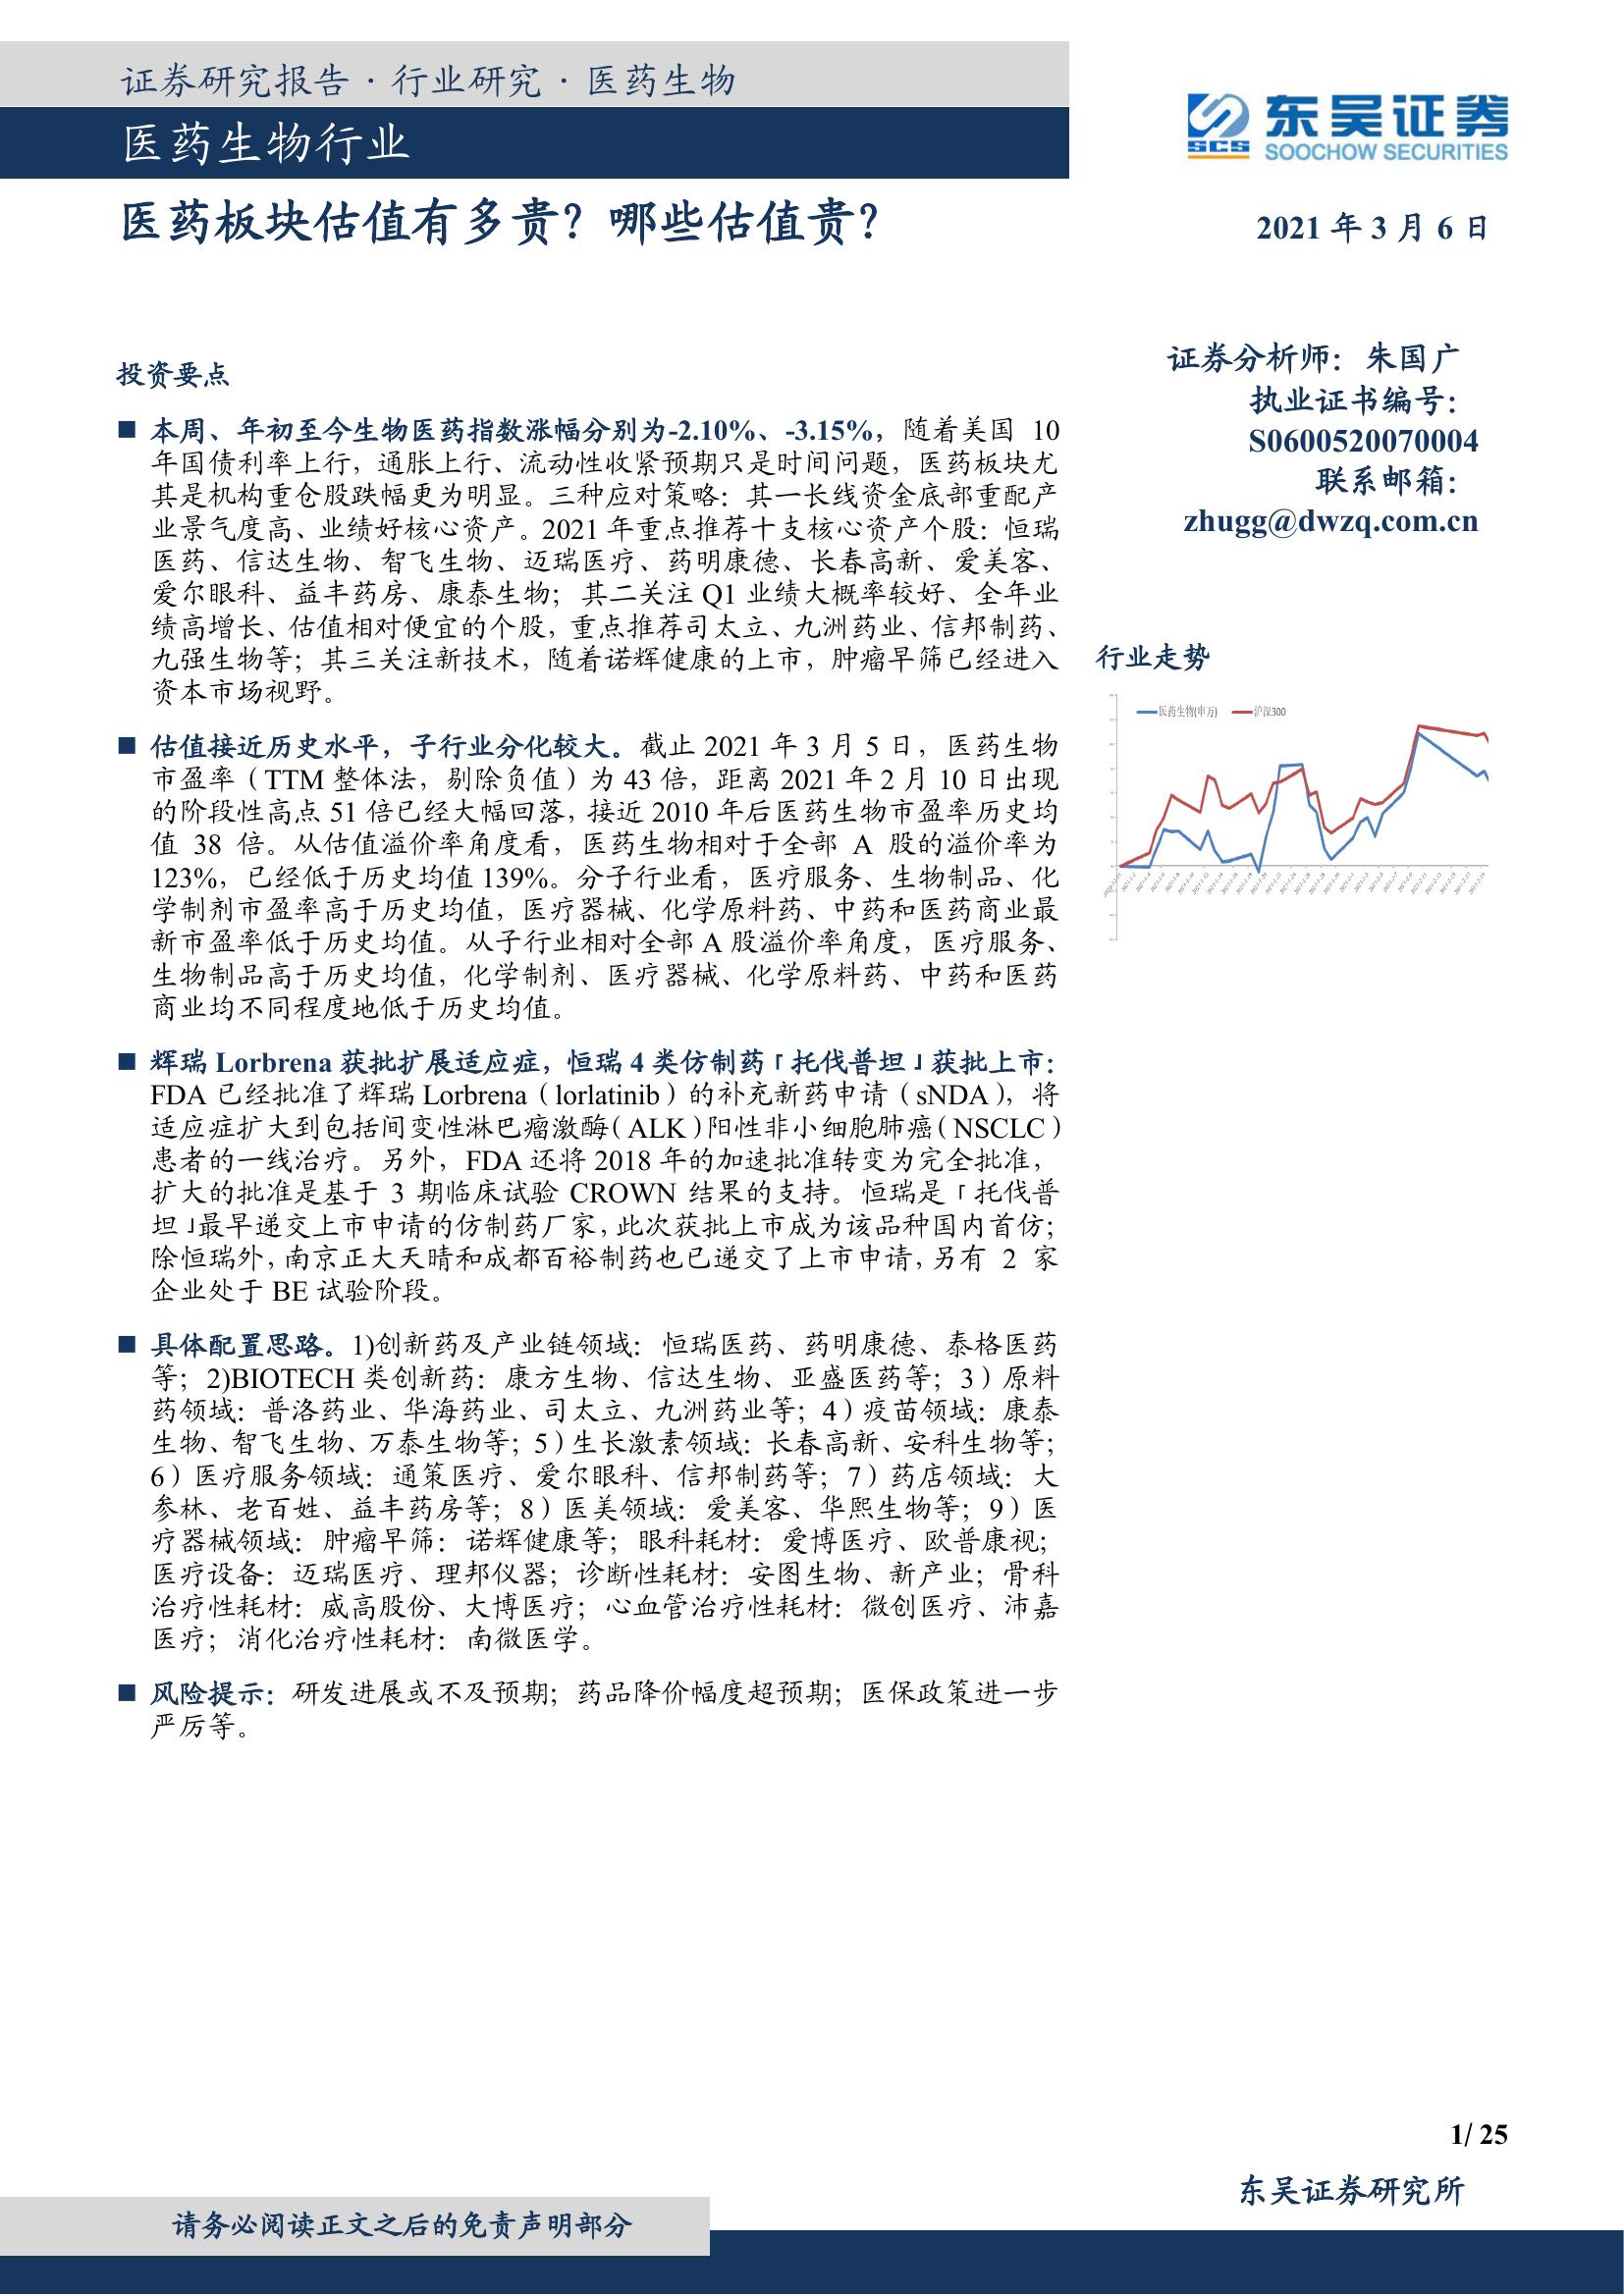 证券研究报告·行业研究·医药生物
医药生物行业
东吴证券
SCS
SOOCHOW SECURITIES
医药板块估值有多贵？哪些估值贵？
2021 年 3 月 6 日
证券分析师：朱国广
执业证书编号：
S0600520070004
联系邮箱：
zhugg@dwzq.com.cn
投资要点
■ 本周、年初至今生物医药指数涨幅分别为-2.10%、-3.15%，随着美国 10
年国债利率上行，通胀上行、流动性收紧预期只是时间问题，医药板块尤
其是机构重仓股跌幅更为明显。三种应对策略：其一长线资金底部重配产
业景气度高、业绩好核心资产。2021 年重点推荐十支核心资产个股：恒瑞
医药、信达生物、智飞生物、迈瑞医疗、药明康德、长春高新、爱美客、
爱尔眼科、益丰药房、康泰生物；其二关注 Q1 业绩大概率较好、全年业
绩高增长、估值相对便宜的个股，重点推荐司太立、九洲药业、信邦制药、
九强生物等；其三关注新技术，随着诺辉健康的上市，肿瘤早筛已经进入
资本市场视野。
■ 估值接近历史水平，子行业分化较大。截止 2021 年 3 月 5 日，医药生物
市盈率（TTM 整体法，剔除负值）为 43 倍，距离 2021 年 2 月 10 日出现
的阶段性高点 51 倍已经大幅回落，接近 2010 年后医药生物市盈率历史均
值 38 倍。从估值溢价率角度看，医药生物相对于全部 A 股的溢价率为
123%，已经低于历史均值 139%。分子行业看，医疗服务、生物制品、化
学制剂市盈率高于历史均值，医疗器械、化学原料药、中药和医药商业最
新市盈率低于历史均值。从子行业相对全部 A 股溢价率角度，医疗服务、
生物制品高于历史均值，化学制剂、医疗器械、化学原料药、中药和医药
商业均不同程度地低于历史均值。
■ 辉瑞 Lorbrena 获批扩展适应症，恒瑞 4 类仿制药「托伐普坦」获批上市：
FDA 已经批准了辉瑞 Lorbrena（lorlatinib）的补充新药申请（sNDA），将
适应症扩大到包括间变性淋巴瘤激酶（ALK）阳性非小细胞肺癌（NSCLC）
患者的一线治疗。另外，FDA 还将 2018 年的加速批准转变为完全批准，
扩大的批准是基于 3 期临床试验 CROWN 结果的支持。恒瑞是「托伐普
坦」最早递交上市申请的仿制药厂家，此次获批上市成为该品种国内首仿；
除恒瑞外，南京正大天晴和成都百裕制药也已递交了上市申请，另有 2 家
企业处于 BE 试验阶段。
■ 具体配置思路。1)创新药及产业链领域：恒瑞医药、药明康德、泰格医药
等；2)BIOTECH 类创新药：康方生物、信达生物、亚盛医药等；3）原料
药领域：普洛药业、华海药业、司太立、九洲药业等；4）疫苗领域：康泰
生物、智飞生物、万泰生物等；5）生长激素领域：长春高新、安科生物等；
6）医疗服务领域：通策医疗、爱尔眼科、信邦制药等；7）药店领域：大
参林、老百姓、益丰药房等；8）医美领域：爱美客、华熙生物等；9）医
疗器械领域：肿瘤早筛：诺辉健康等；眼科耗材：爱博医疗、欧普康视；
医疗设备：迈瑞医疗、理邦仪器；诊断性耗材：安图生物、新产业；骨科
治疗性耗材：威高股份、大博医疗；心血管治疗性耗材：微创医疗、沛嘉
医疗；消化治疗性耗材：南微医学。
■ 风险提示：研发进展或不及预期；药品降价幅度超预期；医保政策进一步
严厉等。
行业走势
医药生物(申万)
沪深300
1/ 25
东吴证券研究所
请务必阅读正文之后的免责声明部分